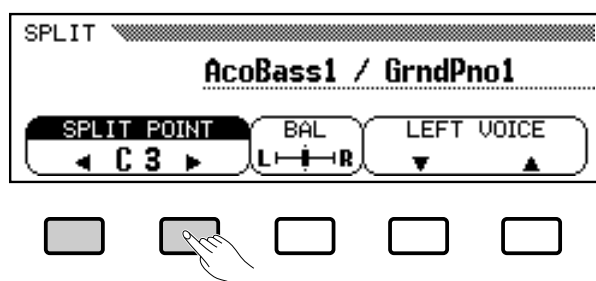 SPLIT
AcoBass1 / GrndPno1
SPLIT POINT BAL LEFT VOICE
◀ C 3 ▶ L R ▼ ▲